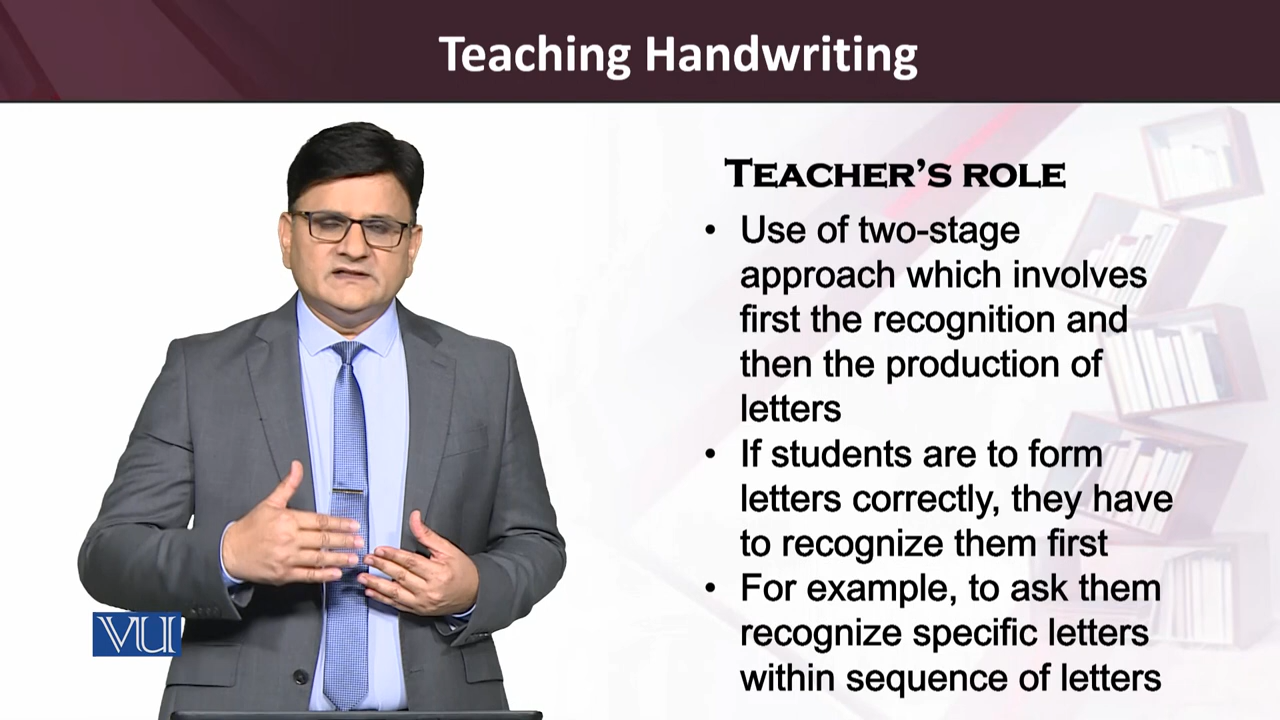 Teaching Handwriting
TEACHER'S ROLE
• Use of two-stage
approach which involves
first the recognition and
then the production of
letters
• If students are to form
letters correctly, they have
to recognize them first
• For example, to ask them
recognize specific letters
within sequence of letters
VU